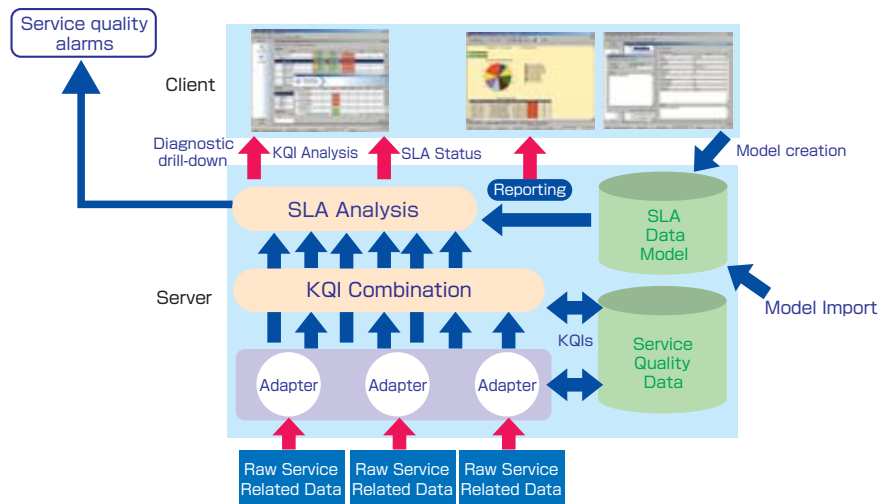 Service quality
alarms
Client
Diagnostic
drill-down
KQI Analysis
SLA Status
Reporting
Model creation
SLA Analysis
SLA
Data
Model
Server
KQI Combination
Model Import
KQIs
Service
Quality
Data
Adapter
Adapter
Adapter
Raw Service
Related Data
Raw Service
Related Data
Raw Service
Related Data